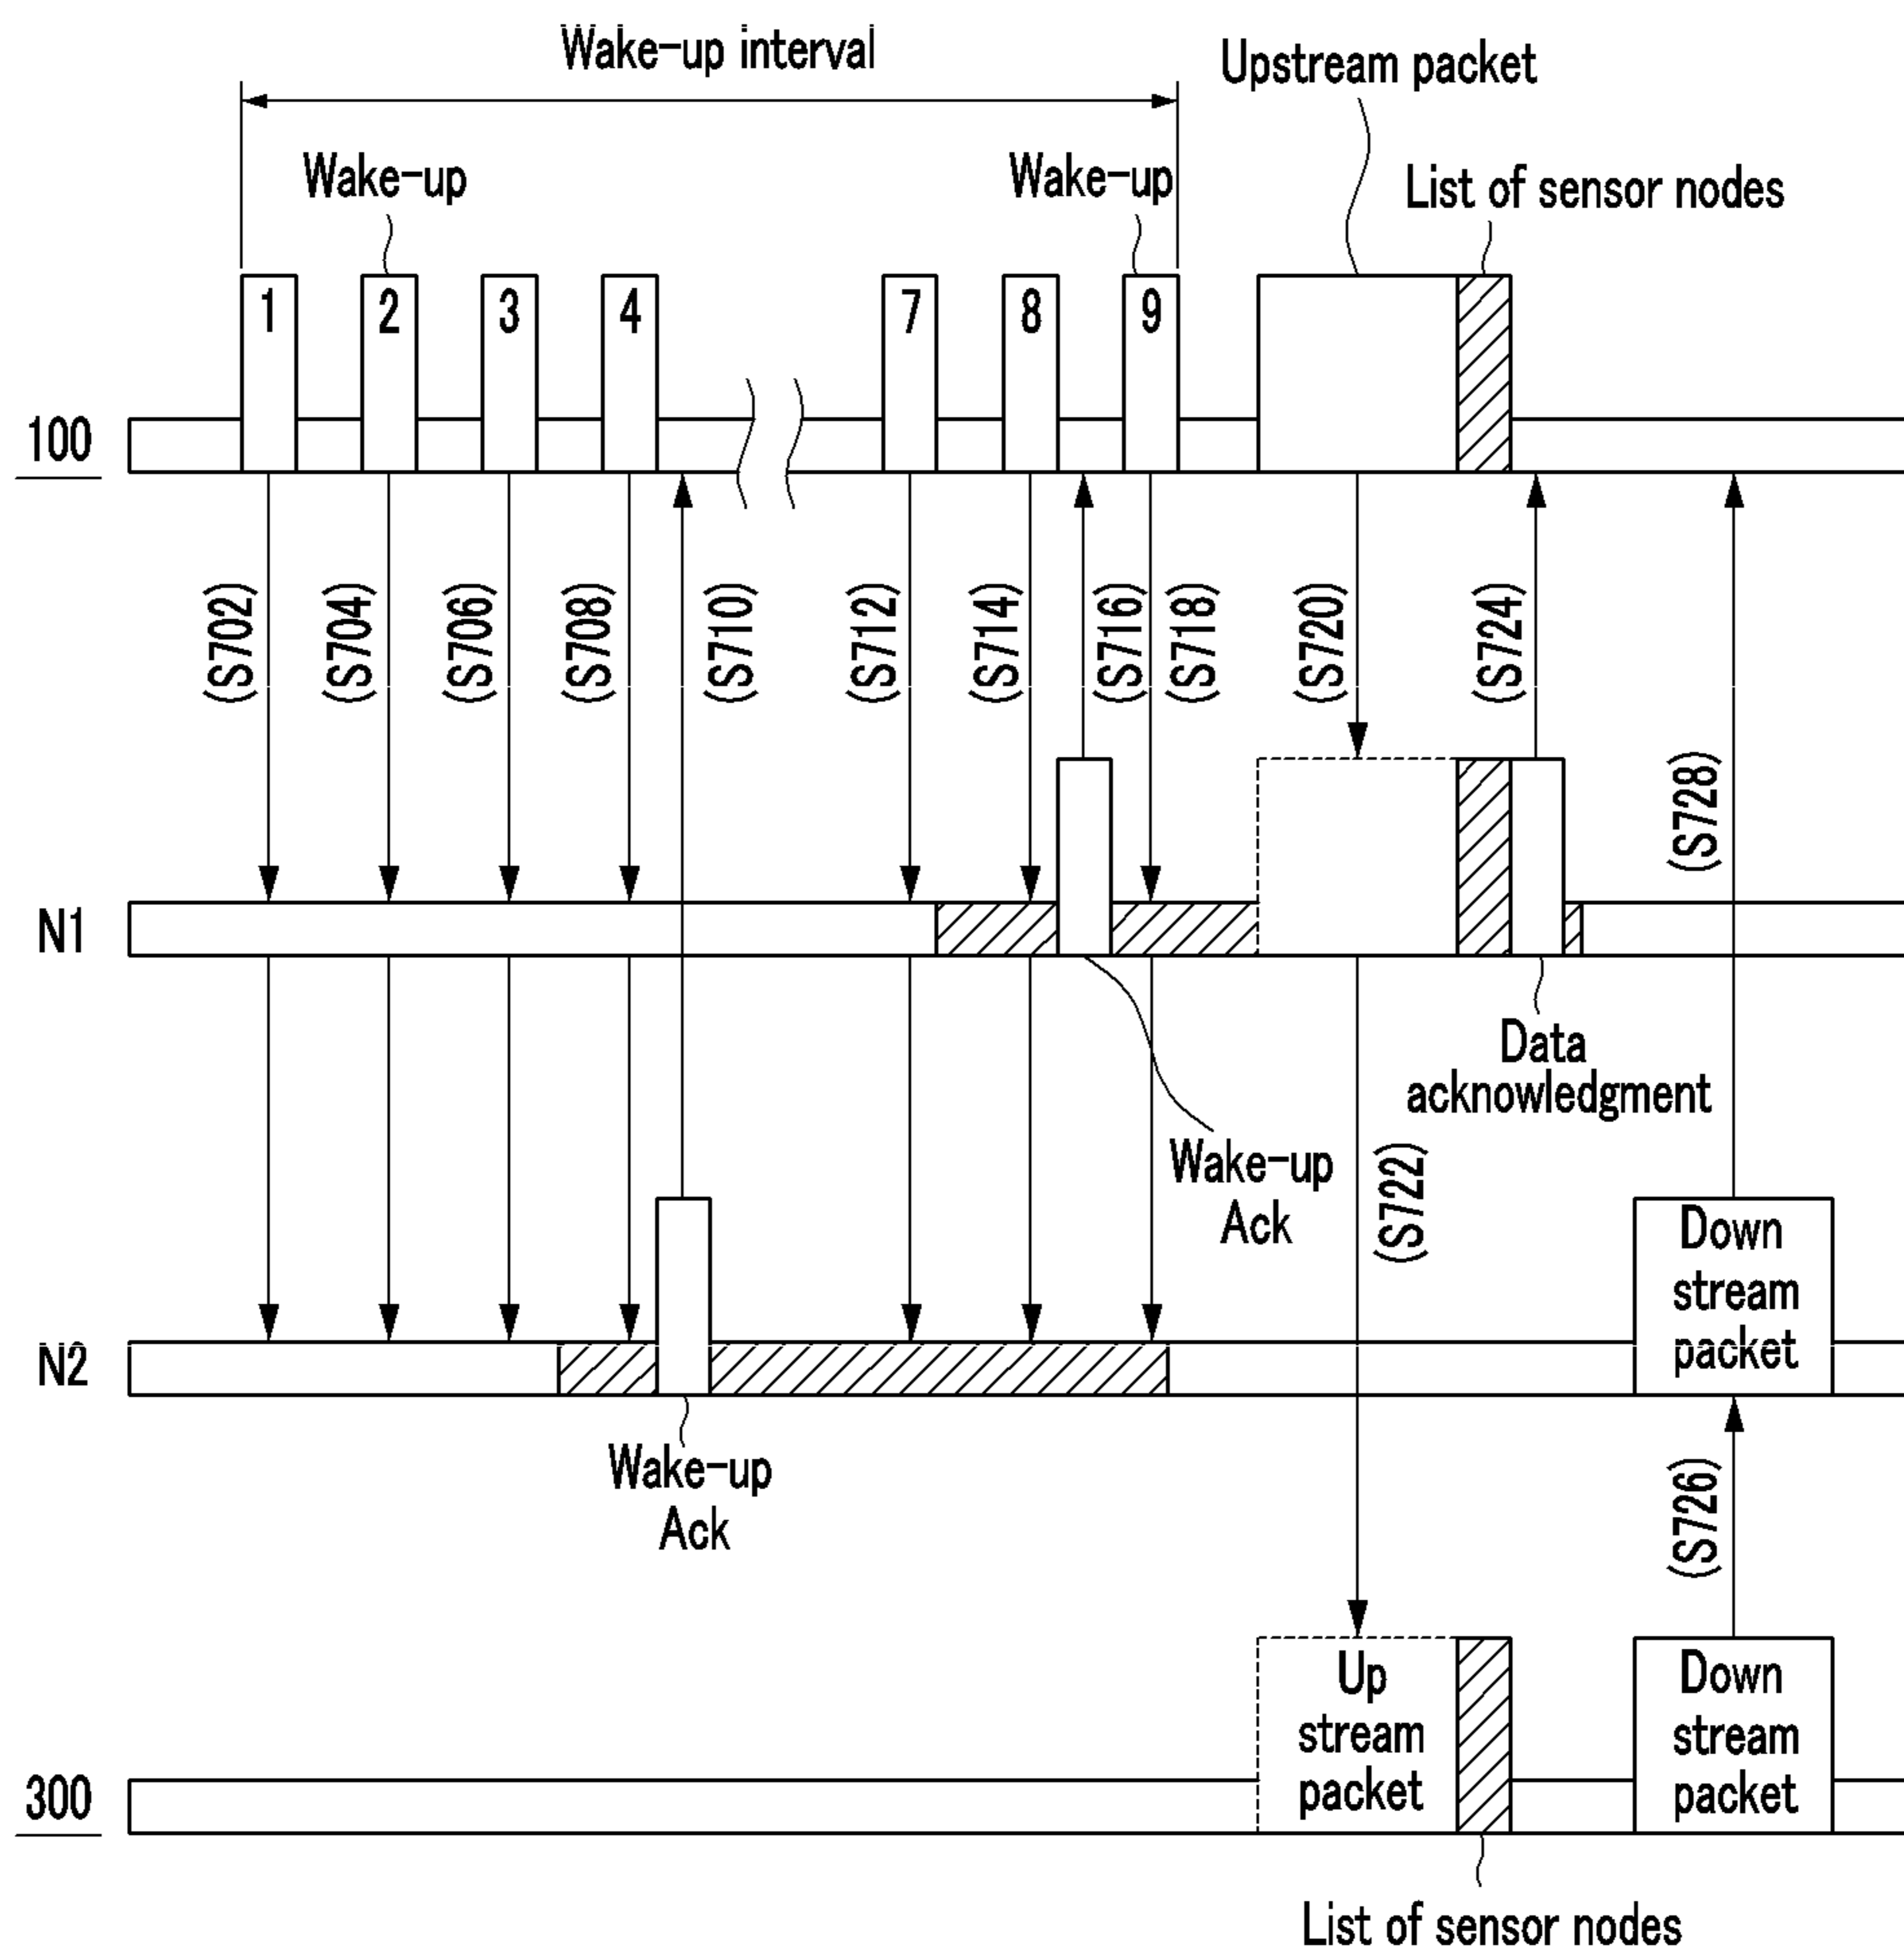 Wake-up interval
Upstream packet
Wake-up
Wake-up
List of sensor nodes
1
2
3
4
7
8
9
100
(S702)
(S704)
(S706)
(S708)
(S710)
(S712)
(S714)
(S716)
(S718)
(S720)
(S724)
(S728)
N1
Data
acknowledgment
Wake-up
Ack
(S722)
Down
stream
packet
N2
Wake-up
Ack
(S726)
Up
stream
packet
Down
stream
packet
300
List of sensor nodes